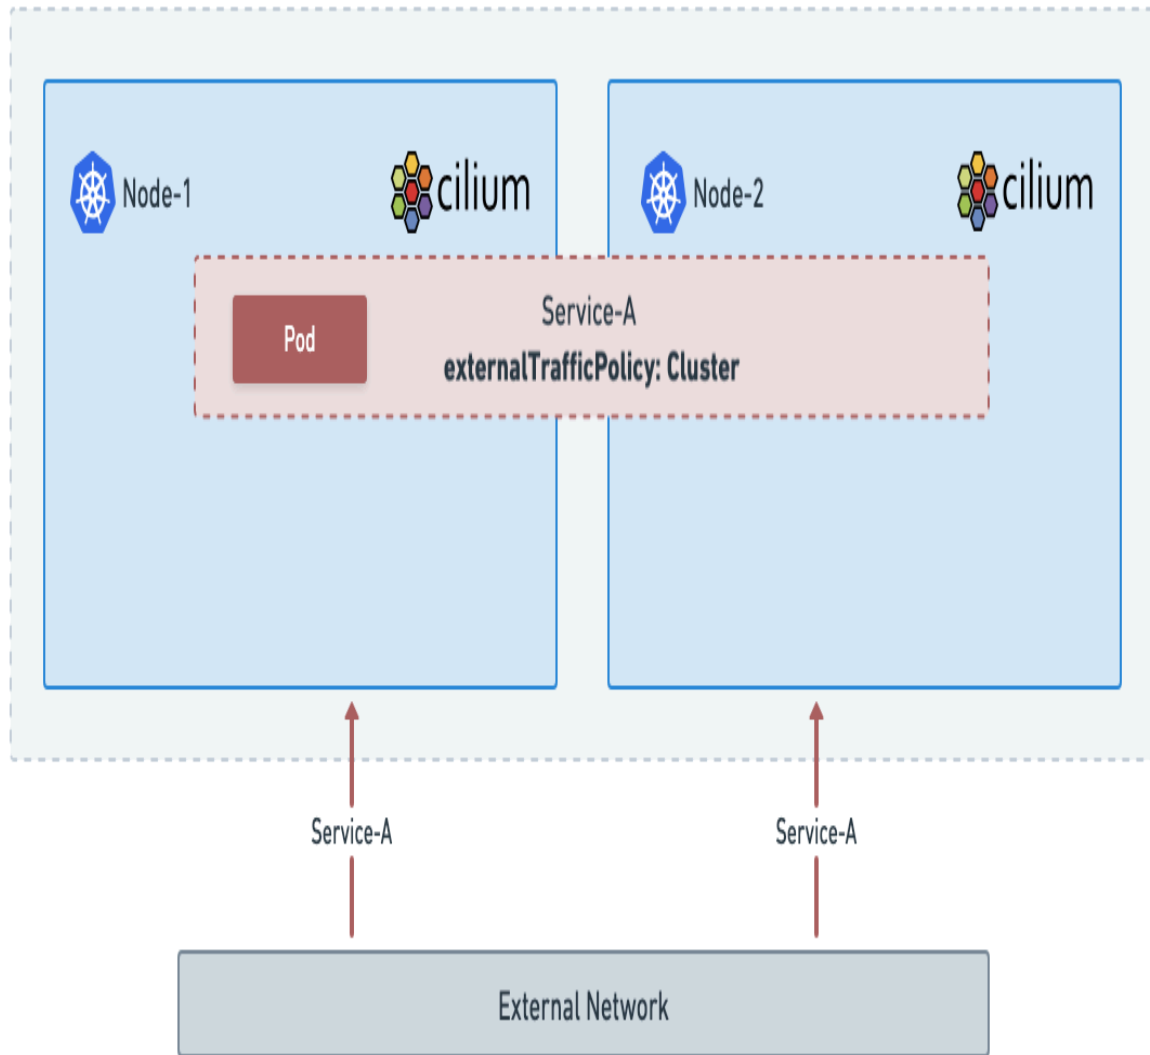 Node-1
cilium
Node-2
cilium
Pod
Service-A
externalTrafficPolicy: Cluster
Service-A
Service-A
External Network